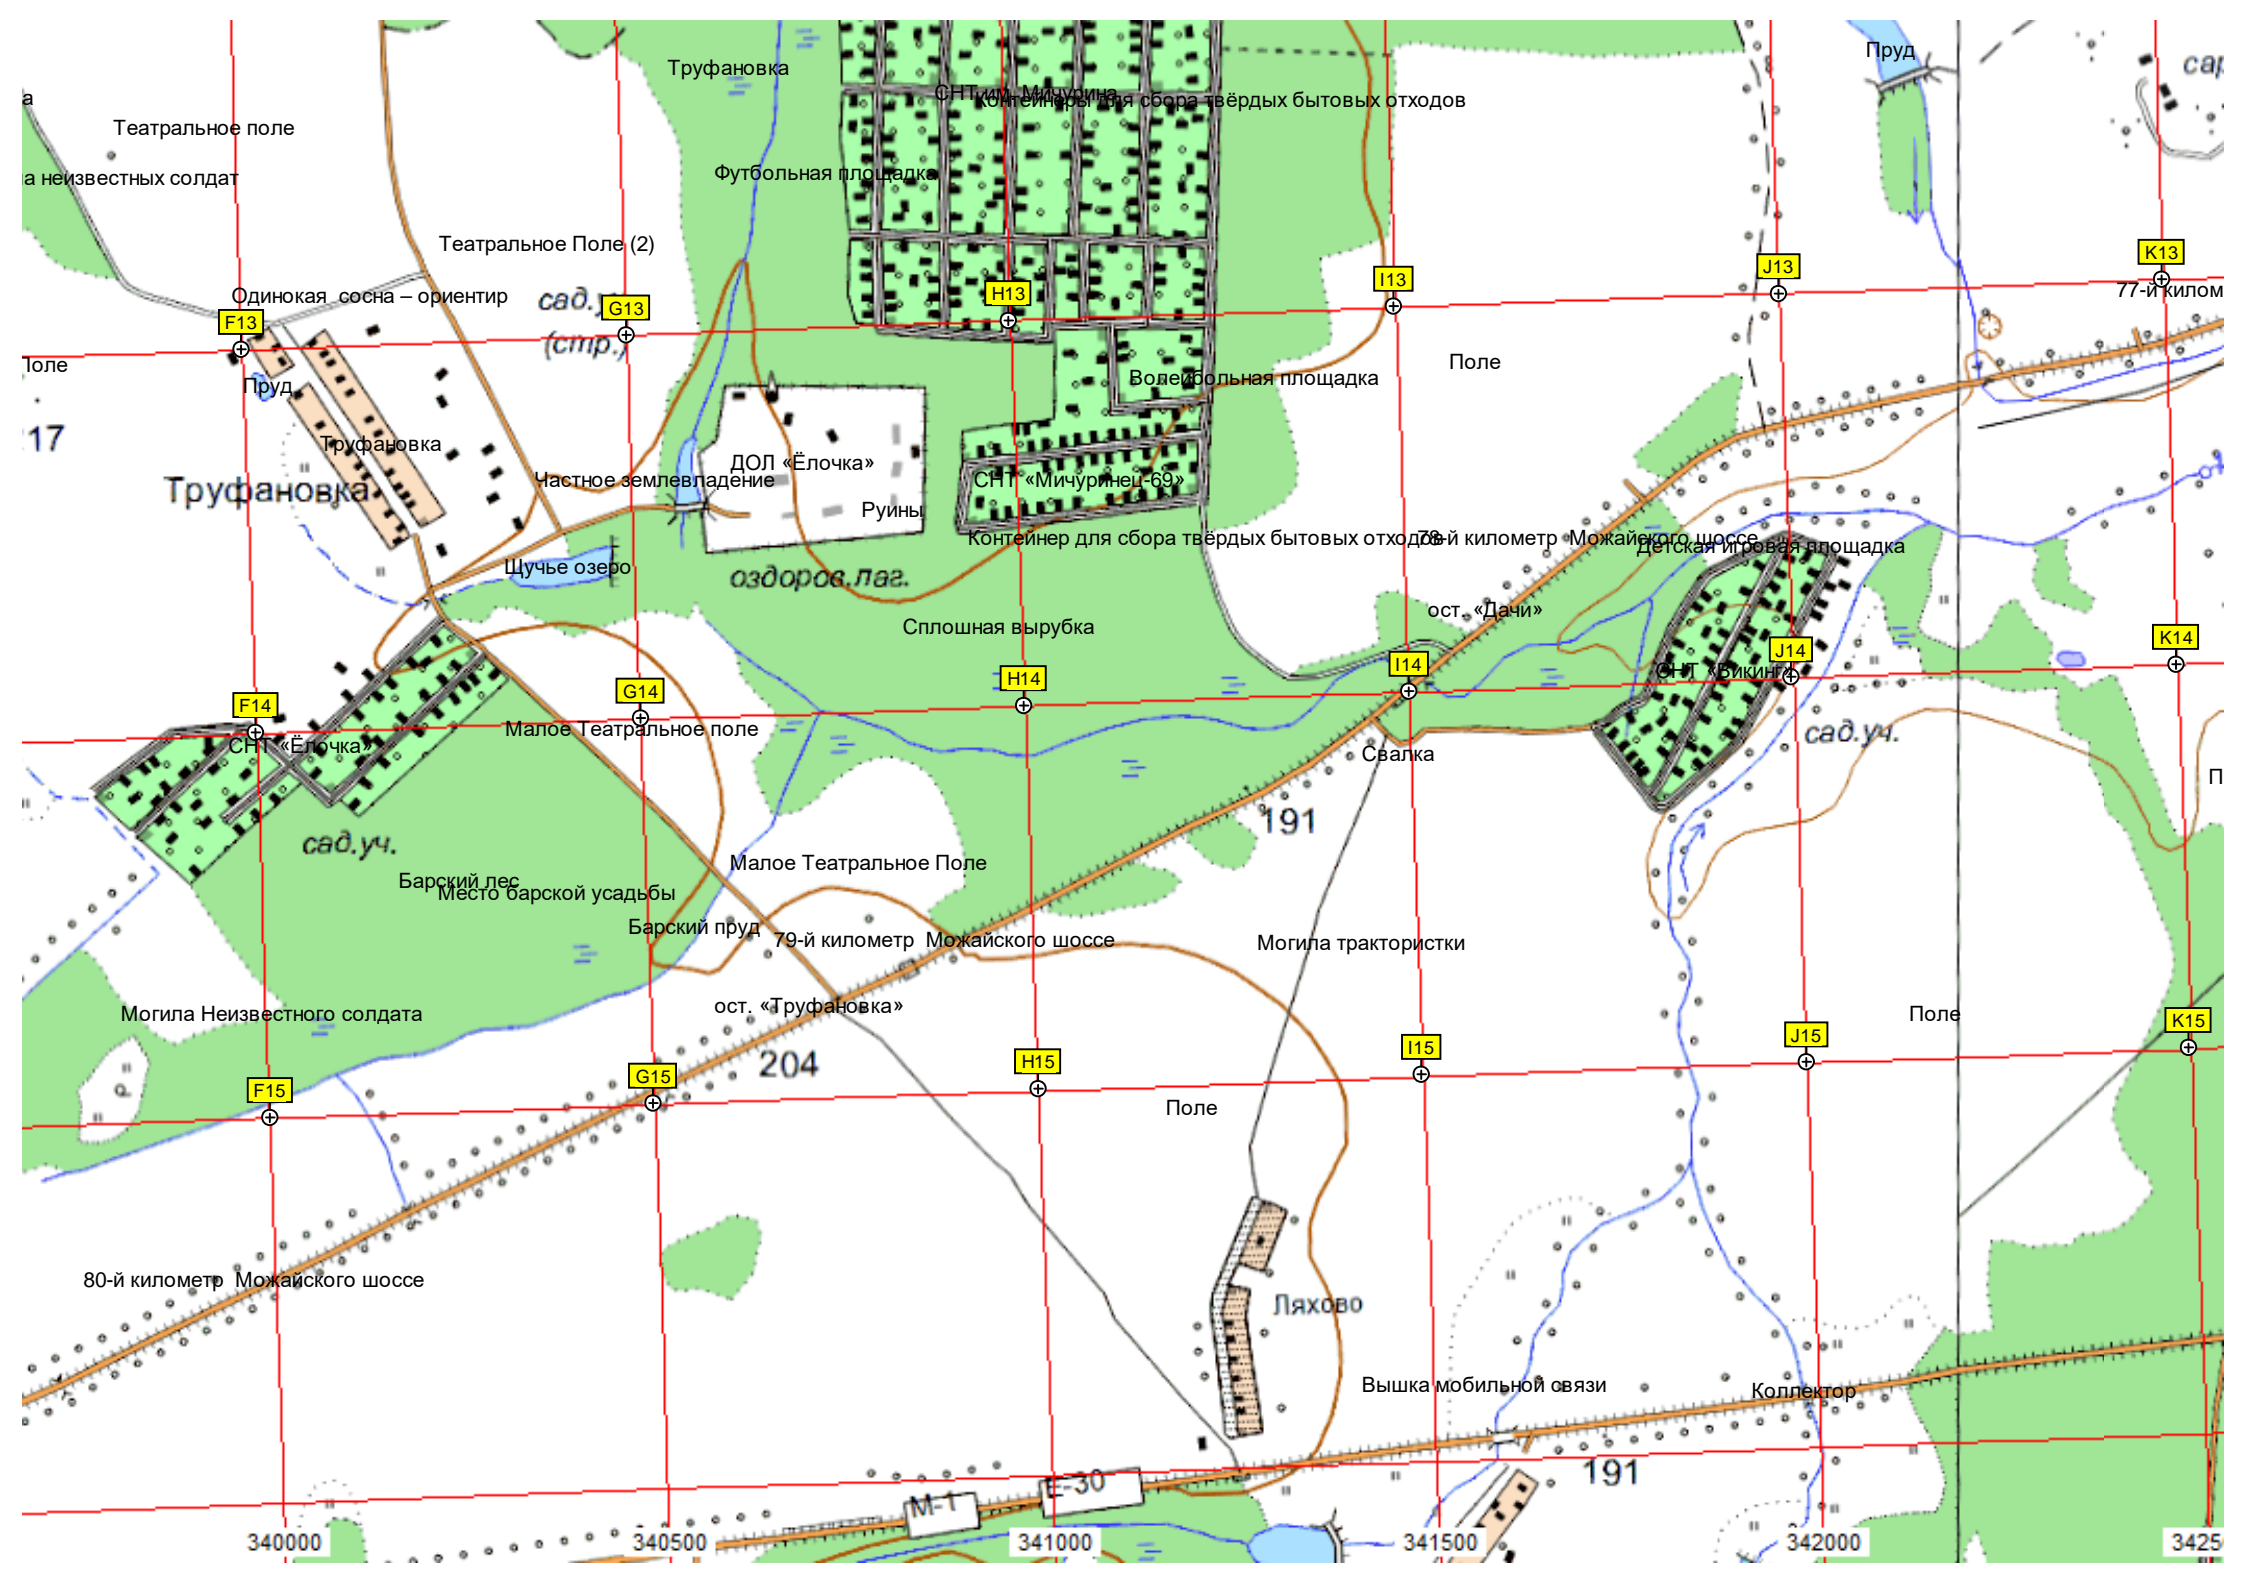 Пруд
сар
Труфановка
СНТ им. Мичурина
Контейнеры для сбора твёрдых бытовых отходов
а
Театральное поле
а неизвестных солдат
Футбольная площадка
Театральное Поле (2)
K13
J13
I13
H13
77-й килом
Одинокая сосна – ориентир
сад.у
G13
F13
(стр.)
Поле
Поле
Пруд
Волейбольная площадка
17
Труфановка
ДОЛ «Ёлочка»
Частное землевладение
СНТ «Мичуринец-69»
Труфановка
Руины
Контейнер для сбора твёрдых бытовых отходов
78-й километр Можайского шоссе
Детская игровая площадка
Щучье озеро
оздоров.лаг.
ост. «Дачи»
Сплошная вырубка
K14
J14
I14
СНТ «Викинг»
H14
G14
F14
Малое Театральное поле
сад.уч.
СНТ «Ёлочка»
Свалка
П
191
сад.уч.
Малое Театральное Поле
Барский лес
Место барской усадьбы
Барский пруд
79-й километр Можайского шоссе
Могила трактористки
ост. «Труфановка»
Могила Неизвестного солдата
Поле
K15
J15
I15
H15
204
G15
F15
Поле
80-й километр Можайского шоссе
Ляхово
Вышка мобильной связи
Коллектор
191
E-30
M-1
340000
340500
341000
341500
342000
3425